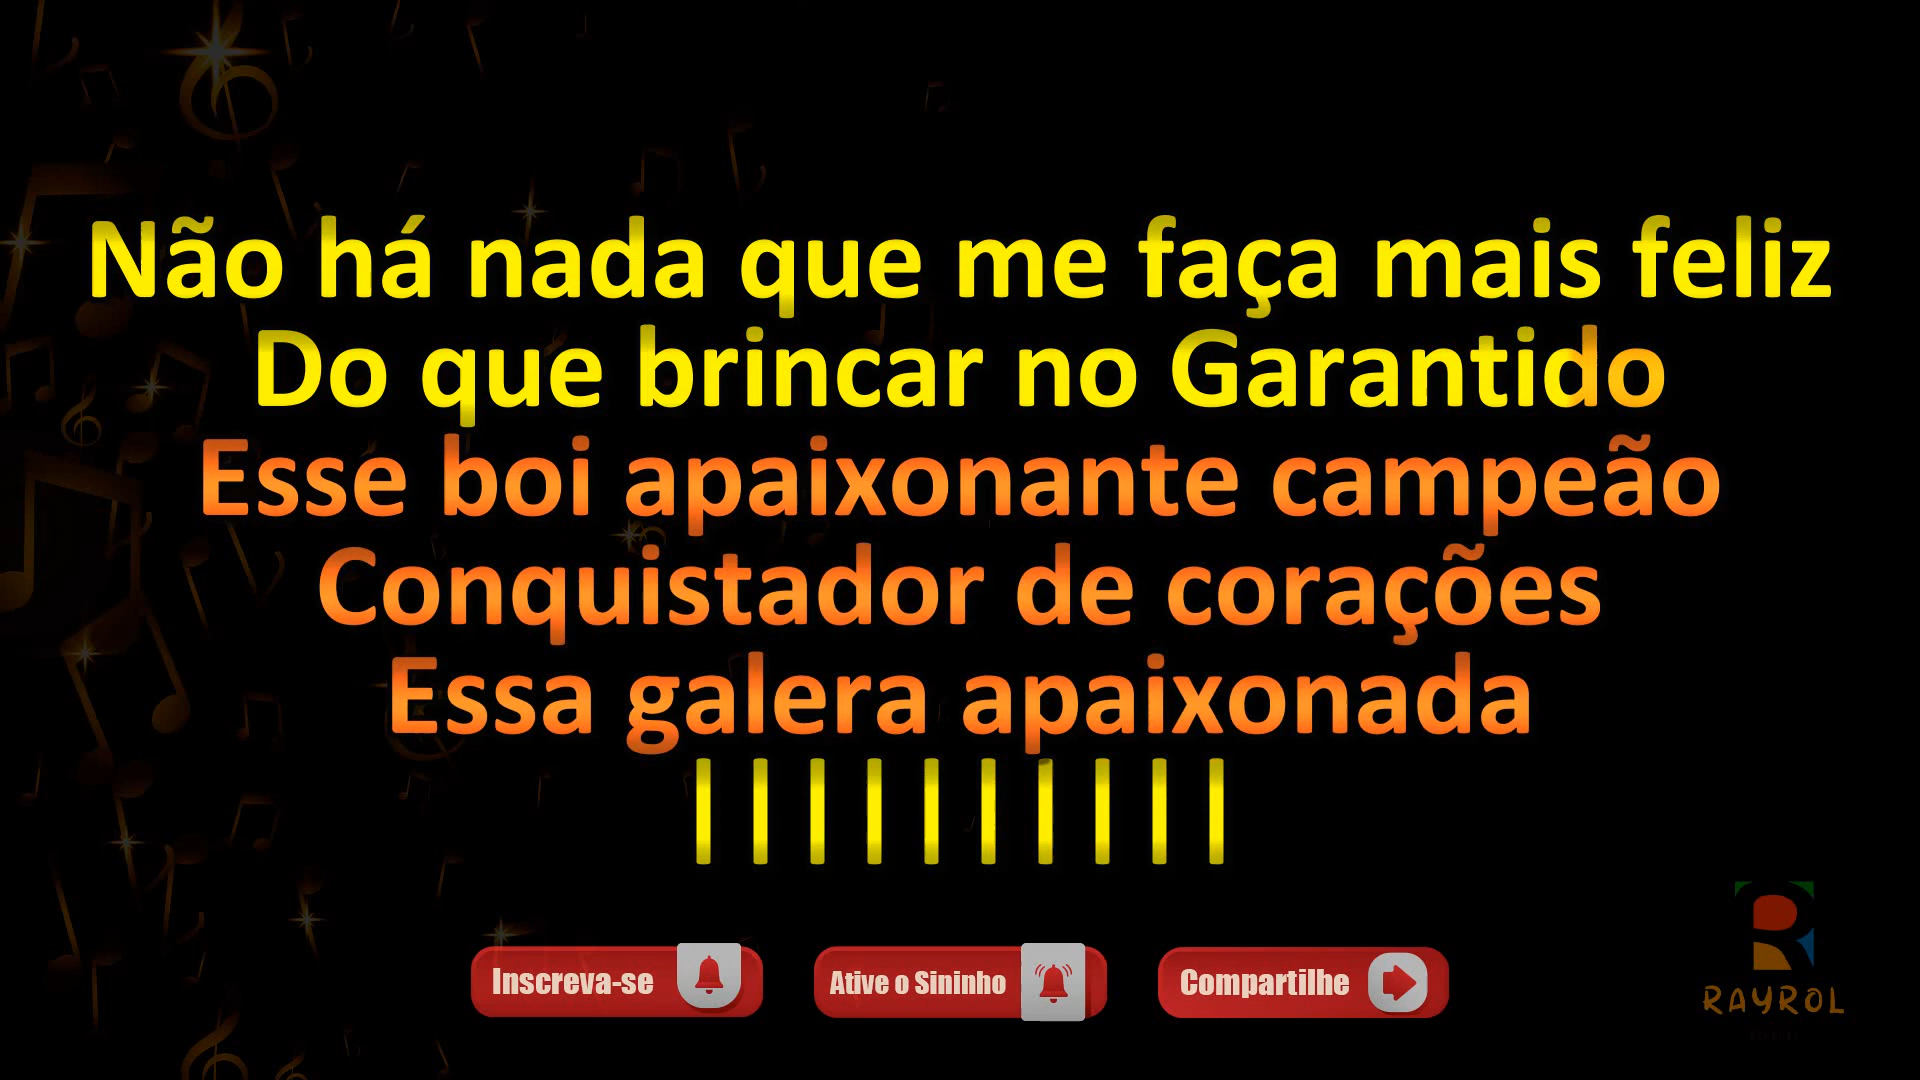 Não há nada que me faça mais feliz
Do que brincar no Garantido
Esse boi apaixonante campeão
Conquistador de corações
Essa galera apaixonada
| | | | | | | | | |
Inscreva-se
Ative o Sininho
Compartilhe
RAYROL